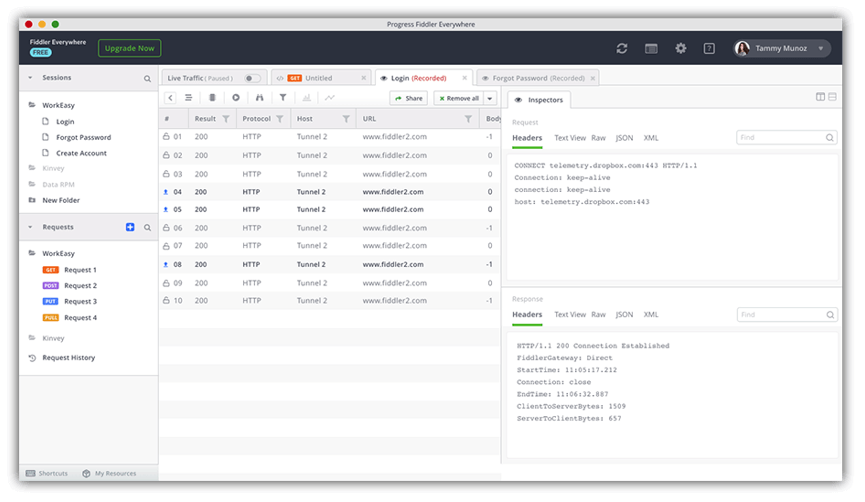 Progress Fiddler Everywhere
Fiddler Everywhere
FREE
Upgrade Now
Tammy Munoz
Sessions
WorkEasy
Login
Forgot Password
Create Account
Kinvey
Data RPM
New Folder
Requests
WorkEasy
GET Request 1
POST Request 2
PUT Request 3
PULL Request 4
Kinvey
Request History
Shortcuts My Resources
Live Traffic ( Paused )
GET Untitled
Login (Recorded)
Forgot Password (Recorded)
Share
Remove all
# Result Protocol Host URL Body
01 200 HTTP Tunnel 2 www.fiddler2.com -1
02 200 HTTP Tunnel 2 www.fiddler2.com 0
03 200 HTTP Tunnel 2 www.fiddler2.com 0
04 200 HTTP Tunnel 2 www.fiddler2.com -1
05 200 HTTP Tunnel 2 www.fiddler2.com 0
06 200 HTTP Tunnel 2 www.fiddler2.com -1
07 200 HTTP Tunnel 2 www.fiddler2.com 0
08 200 HTTP Tunnel 2 www.fiddler2.com -1
09 200 HTTP Tunnel 2 www.fiddler2.com 0
10 200 HTTP Tunnel 2 www.fiddler2.com -1
Inspectors
Request
Headers Text View Raw JSON XML
Find
CONNECT telemetry.dropbox.com:443 HTTP/1.1
Connection: keep-alive
connection: keep-alive
host: telemetry.dropbox.com:443
Response
Headers Text View Raw JSON XML
Find
HTTP/1.1 200 Connection Established
FiddlerGateway: Direct
StartTime: 11:05:17.212
Connection: close
EndTime: 11:06:32.887
ClientToServerBytes: 1509
ServerToClientBytes: 657